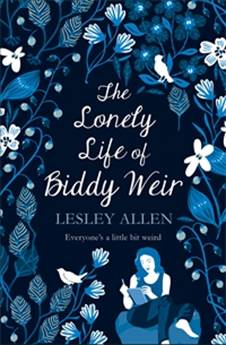 The
Lonely
Life of
Biddy Weir
LESLEY ALLEN
Everyone's a little bit weird